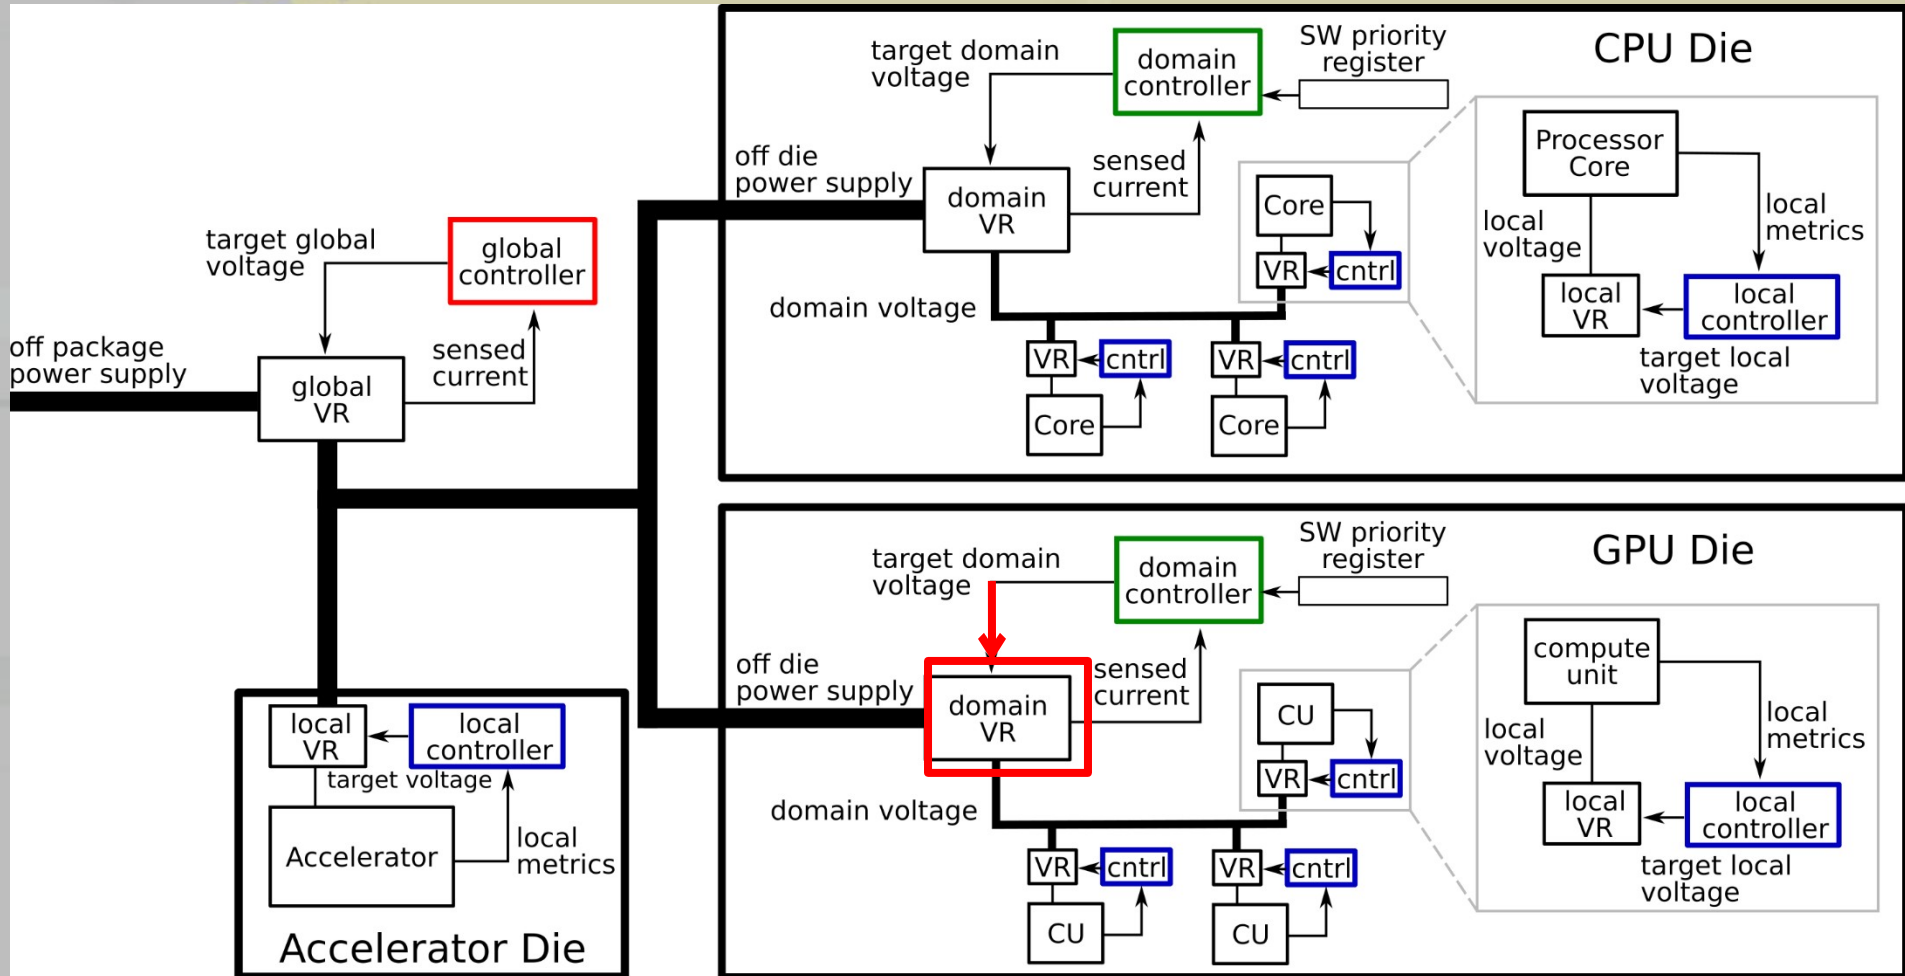 off package
power supply
target global
voltage
global
controller
sensed
current
global
VR
local
VR
local
controller
target voltage
Accelerator
local
metrics
Accelerator Die
CPU Die
target domain
voltage
domain
controller
SW priority
register
off die
power supply
domain
VR
sensed
current
domain voltage
Core
VR
cntrl
VR
cntrl
Core
VR
cntrl
Core
Processor
Core
local
voltage
local
metrics
local
VR
local
controller
target local
voltage
GPU Die
target domain
voltage
domain
controller
SW priority
register
off die
power supply
domain
VR
sensed
current
domain voltage
CU
VR
cntrl
VR
cntrl
CU
VR
cntrl
CU
compute
unit
local
voltage
local
metrics
local
VR
local
controller
target local
voltage